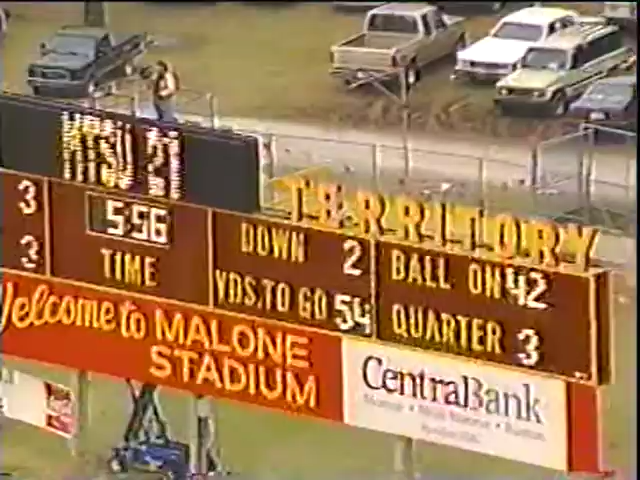 MTSU 21
TERRITORY
3
5:56
DOWN 2
BALL ON 42
3
TIME
YDS. TO GO 54
QUARTER 3
Welcome to MALONE
STADIUM
CentralBank